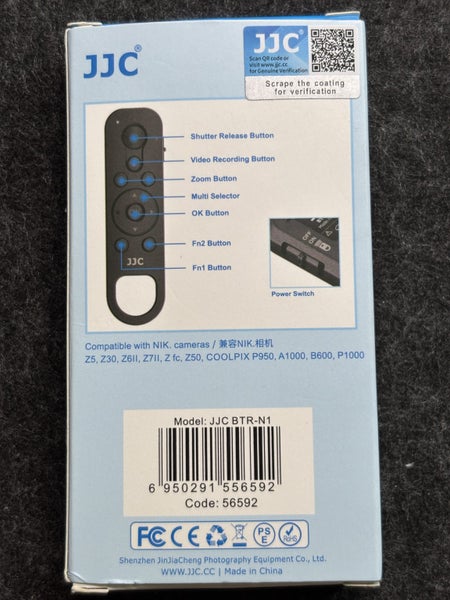 JJC®
JJC®
Scan QR code or
visit www.jjc.cc
for Genuine Verification
Scrape the coating
for verification
Shutter Release Button
Video Recording Button
Zoom Button
Multi Selector
OK Button
Fn2 Button
Fn1 Button
JJC
Power Switch
Compatible with NIK. cameras / 兼容NIK.相机
Z5, Z30, Z6II, Z7II, Z fc, Z50, COOLPIX P950, A1000, B600, P1000
Model: JJC BTR-N1
6 950291 556592
Code: 56592
FC CE PS E RoHS
Shenzhen JinJiaCheng Photography Equipment Co., Ltd.
WWW.JJC.CC | Made in China